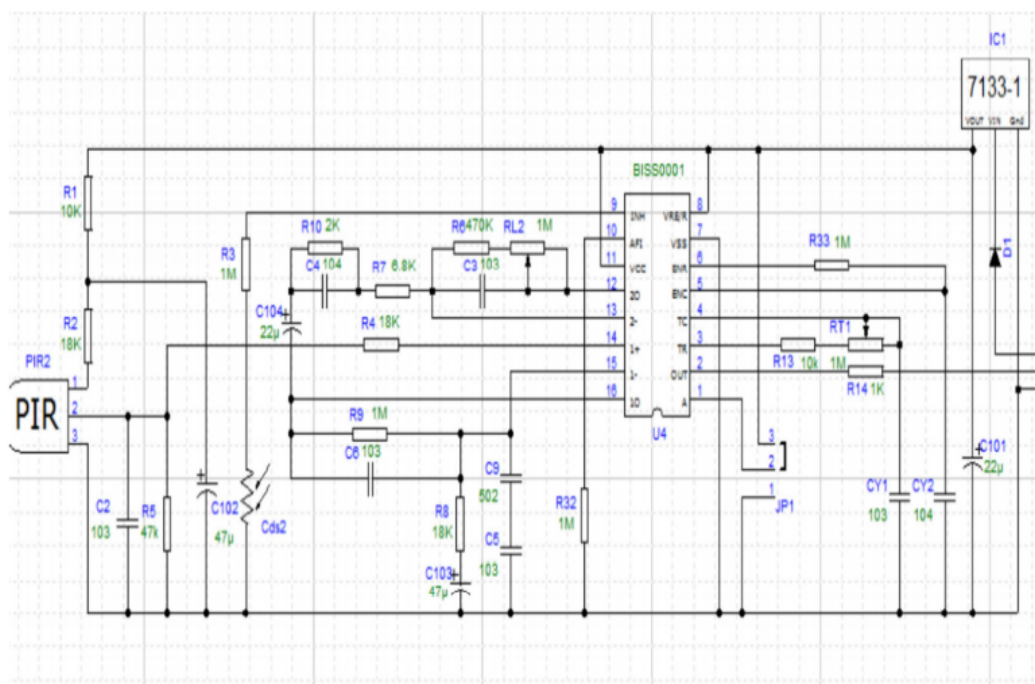 IC1
7133-1
VOUT VIN Gnd
BISS0001
R1
10K
R2
18K
PIR2
PIR
1
2
3
C2
103
R5
47k
C102
47µ
R3
1M
Cds2
R10 2K
C4 104
C104
22µ
R7 6.8K
R6 470K
RL2 1M
C3 103
R4 18K
R9 1M
C6 103
R8
18K
C103
47µ
C9
502
C5
103
R32
1M
9 INH VRE/R 8
10 AF1 VSS 7
11 VCC ENR 6
12 2O ENC 5
13 2- TC 4
14 1+ TR 3
15 1- OUT 2
16 1O A 1
U4
R33 1M
RT1
1M
R13 10k
R14 1K
D1
3
2
1
JP1
CY1
103
CY2
104
C101
22µ